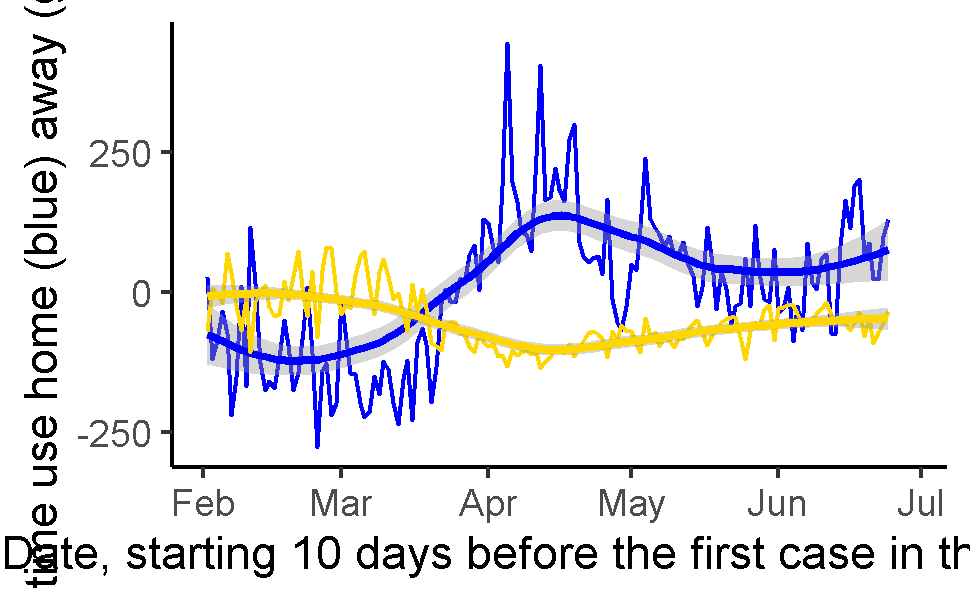 time use home (blue) away (
250
0
-250
Feb Mar Apr May Jun Jul
Date, starting 10 days before the first case in th